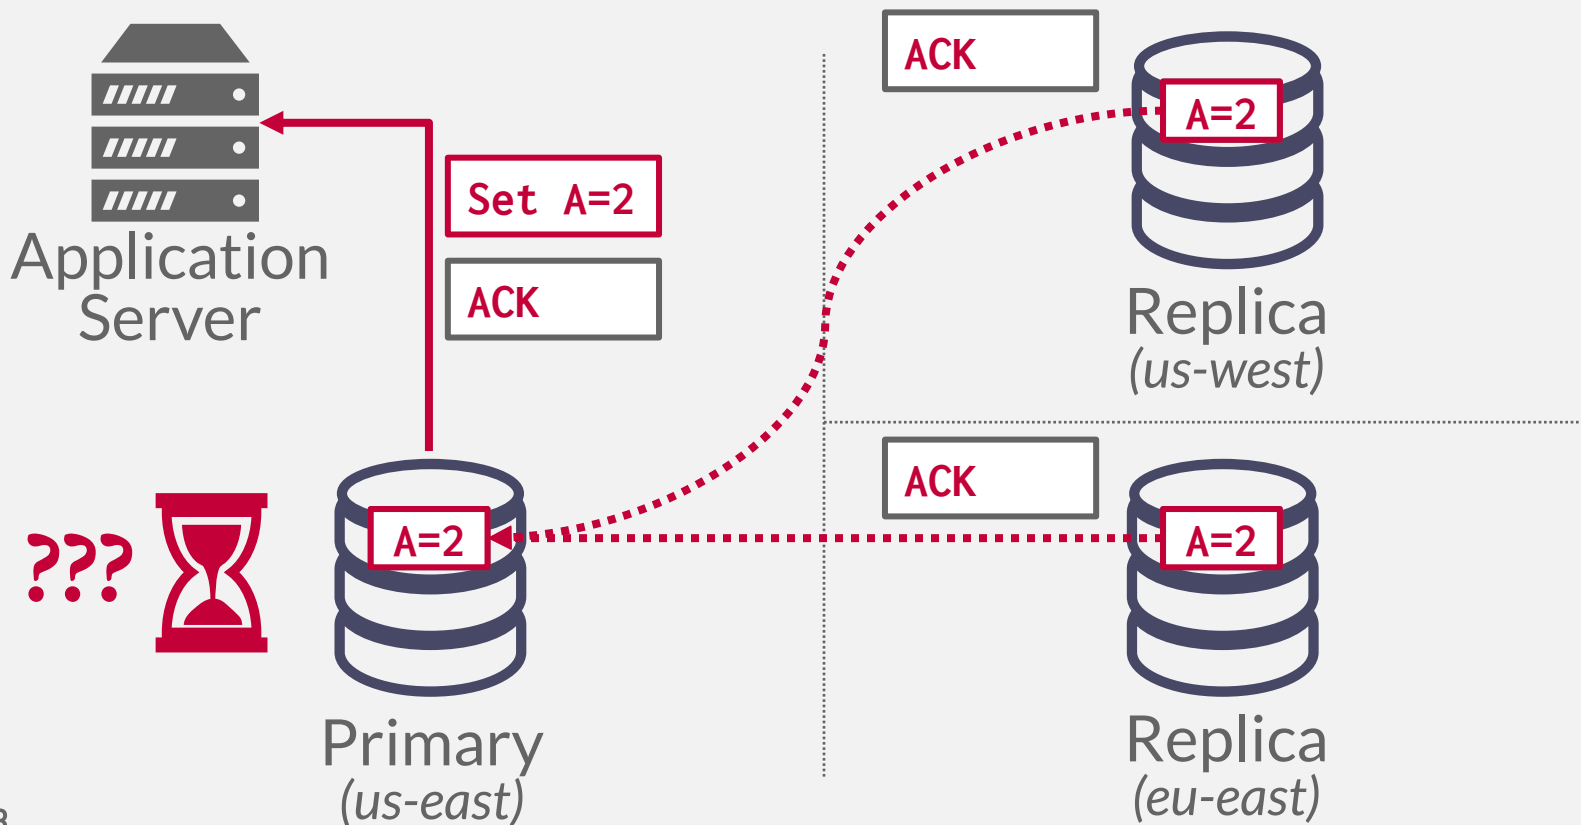 Application
Server
Set A=2
ACK
ACK
A=2
Replica
(us-west)
???
A=2
Primary
(us-east)
ACK
A=2
Replica
(eu-east)